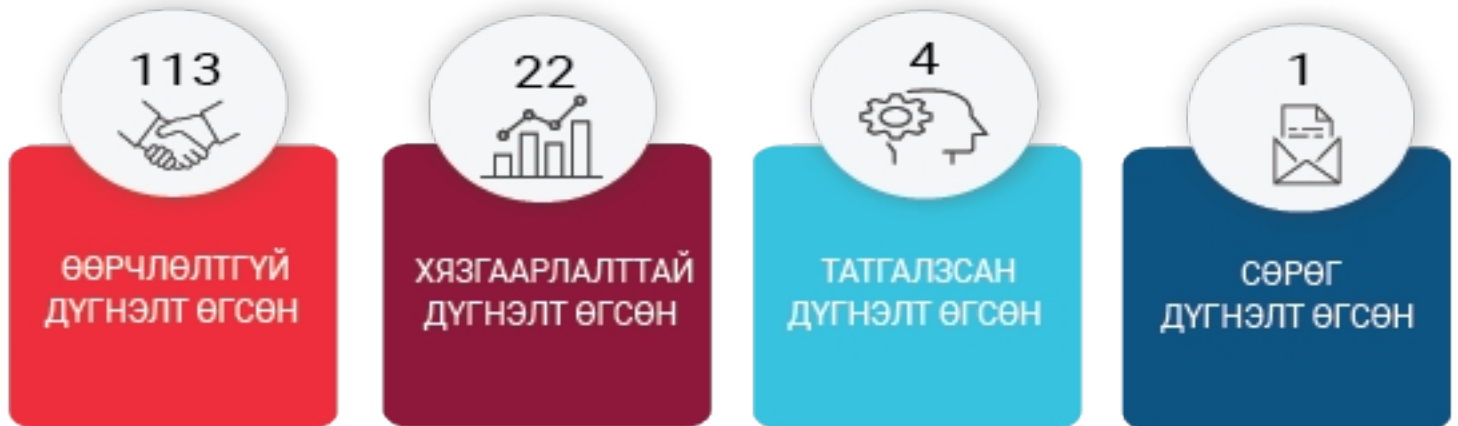 113
ӨӨРЧЛӨЛТГҮЙ
ДҮГНЭЛТ ӨГСӨН
22
ХЯЗГААРЛАЛТТАЙ
ДҮГНЭЛТ ӨГСӨН
4
ТАТГАЛЗСАН
ДҮГНЭЛТ ӨГСӨН
1
СӨРӨГ
ДҮГНЭЛТ ӨГСӨН